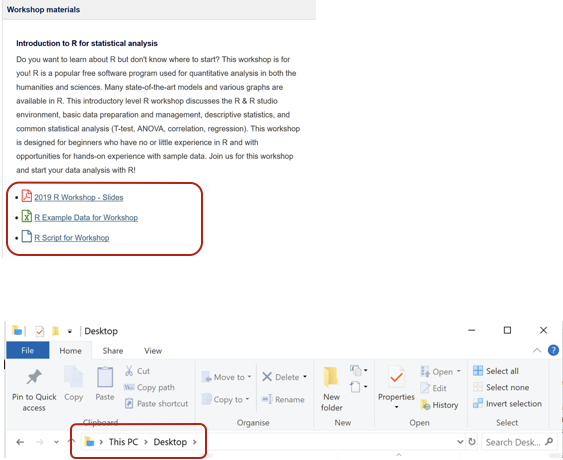 Workshop materials
Introduction to R for statistical analysis
Do you want to learn about R but don't know where to start? This workshop is for
you! R is a popular free software program used for quantitative analysis in both the
humanities and sciences. Many state-of-the-art models and various graphs are
available in R. This introductory level R workshop discusses the R & R studio
environment, basic data preparation and management, descriptive statistics, and
common statistical analysis (T-test, ANOVA, correlation, regression). This workshop
is designed for beginners who have no or little experience in R and with
opportunities for hands-on experience with sample data. Join us for this workshop
and start your data analysis with R!
2019 R Workshop - Slides
R Example Data for Workshop
R Script for Workshop
Desktop
File Home Share View
Pin to Quick access
Copy
Paste
Cut
Copy path
Paste shortcut
Clipboard
Move to
Copy to
Delete
Rename
Organise
New folder
New
Properties
Open
Edit
History
Open
Select all
Select none
Invert selection
Select
This PC > Desktop >
Search Desk...